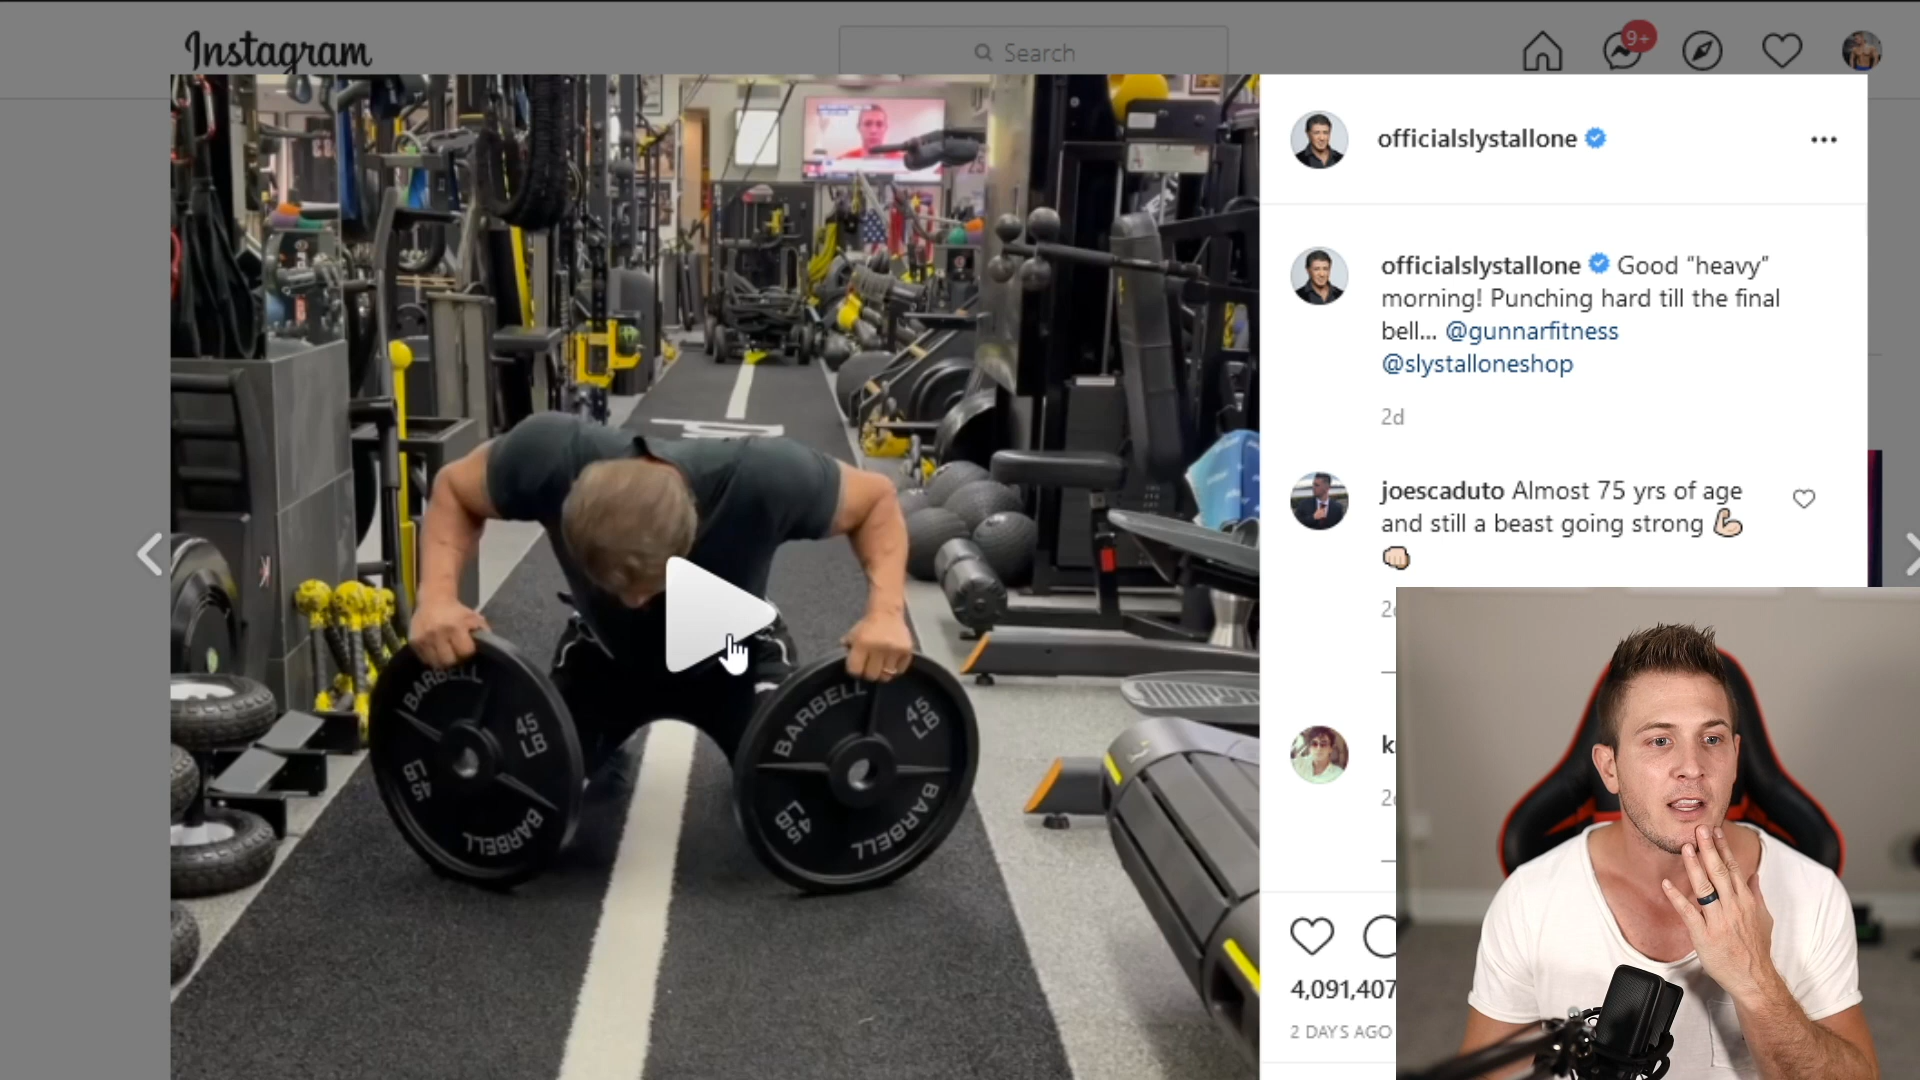 Instagram
Search
9+
officialslystallone
officialslystallone Good “heavy”
morning! Punching hard till the final
bell... @gunnarfitness
@slystalloneshop
2d
joescaduto Almost 75 yrs of age
and still a beast going strong 💪🏻
👊🏻
4,091,407
2 DAYS AGO
BARBELL
45
LB
45
LB
BARBELL
BARBELL
45
LB
45
LB
BARBELL